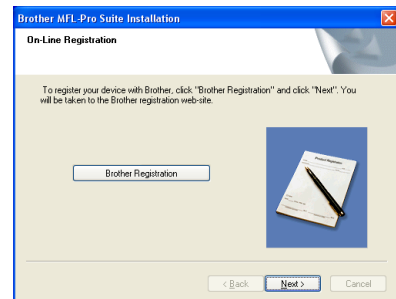 Brother MFL-Pro Suite Installation
On-Line Registration
To register your device with Brother, click "Brother Registration" and click "Next". You
will be taken to the Brother registration web-site.
Brother Registration
< Back
Next >
Cancel